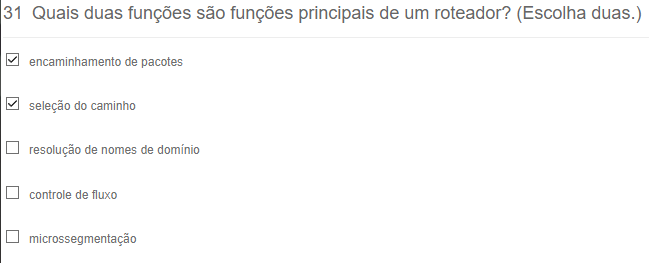 31 Quais duas funções são funções principais de um roteador? (Escolha duas.)
encaminhamento de pacotes
seleção do caminho
resolução de nomes de domínio
controle de fluxo
microssegmentação